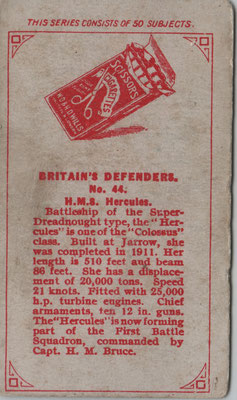 THIS SERIES CONSISTS OF 50 SUBJECTS.
SCISSORS
CIGARETTES
W.D. & H.O. WILLS
BRITAIN'S DEFENDERS.
No. 44.
H.M.S. Hercules.
Battleship of the Super-
Dreadnought type, the "Her-
cules" is one of the "Colossus"
class. Built at Jarrow, she
was completed in 1911. Her
length is 510 feet and beam
86 feet. She has a displace-
ment of 20,000 tons. Speed
21 knots. Fitted with 25,000
h.p. turbine engines. Chief
armaments, ten 12 in. guns.
The "Hercules" is now forming
part of the First Battle
Squadron, commanded by
Capt. H. M. Bruce.